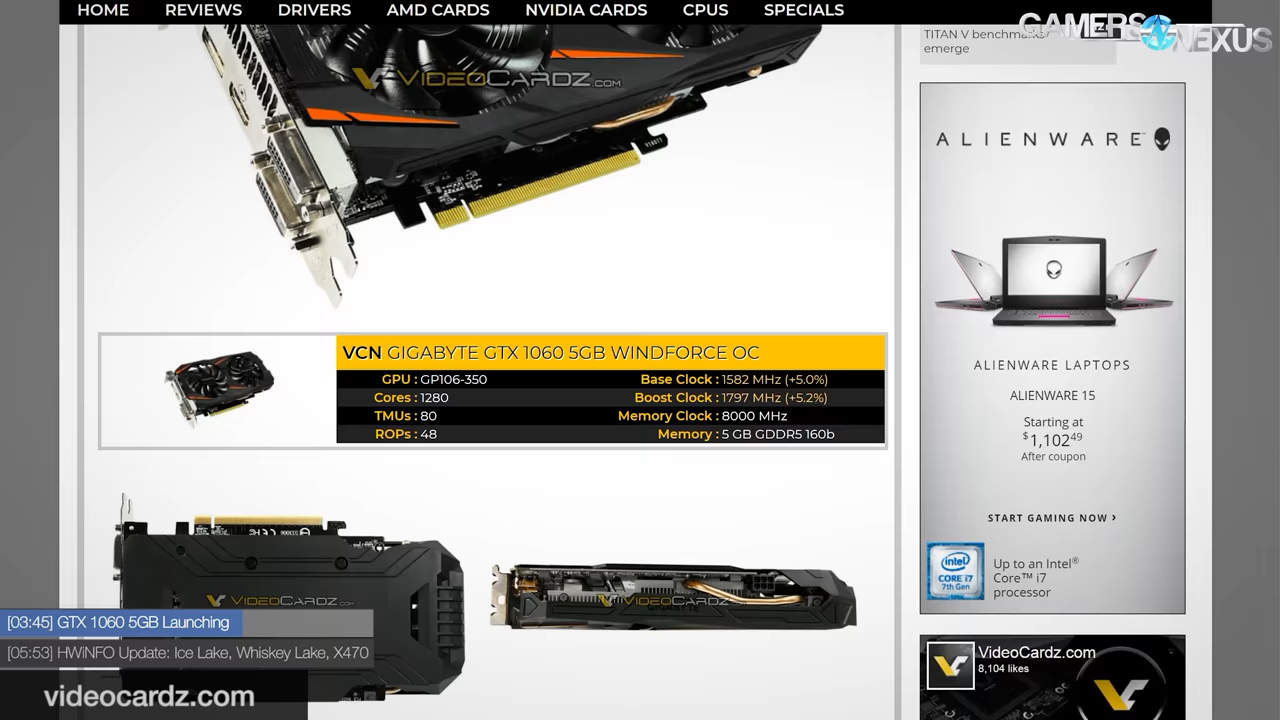 HOME REVIEWS DRIVERS AMD CARDS NVIDIA CARDS CPUS SPECIALS
GAMERS NEXUS
TITAN V benchmarks
emerge
VIDEOCARDZ.COM
ALIENWARE
ALIENWARE LAPTOPS
ALIENWARE 15
Starting at
$1,102.49
After coupon
START GAMING NOW ›
intel
CORE i7
7th Gen
Up to an Intel®
Core™ i7
processor
VCN GIGABYTE GTX 1060 5GB WINDFORCE OC
GPU : GP106-350 Base Clock : 1582 MHz (+5.0%)
Cores : 1280 Boost Clock : 1797 MHz (+5.2%)
TMUs : 80 Memory Clock : 8000 MHz
ROPs : 48 Memory : 5 GB GDDR5 160b
VIDEOCARDZ.COM
VIDEOCARDZ.COM
GIGABYTE
[03:45] GTX 1060 5GB Launching
[05:53] HWiNFO Update: Ice Lake, Whiskey Lake, X470
videocardz.com
VideoCardz.com
8,104 likes